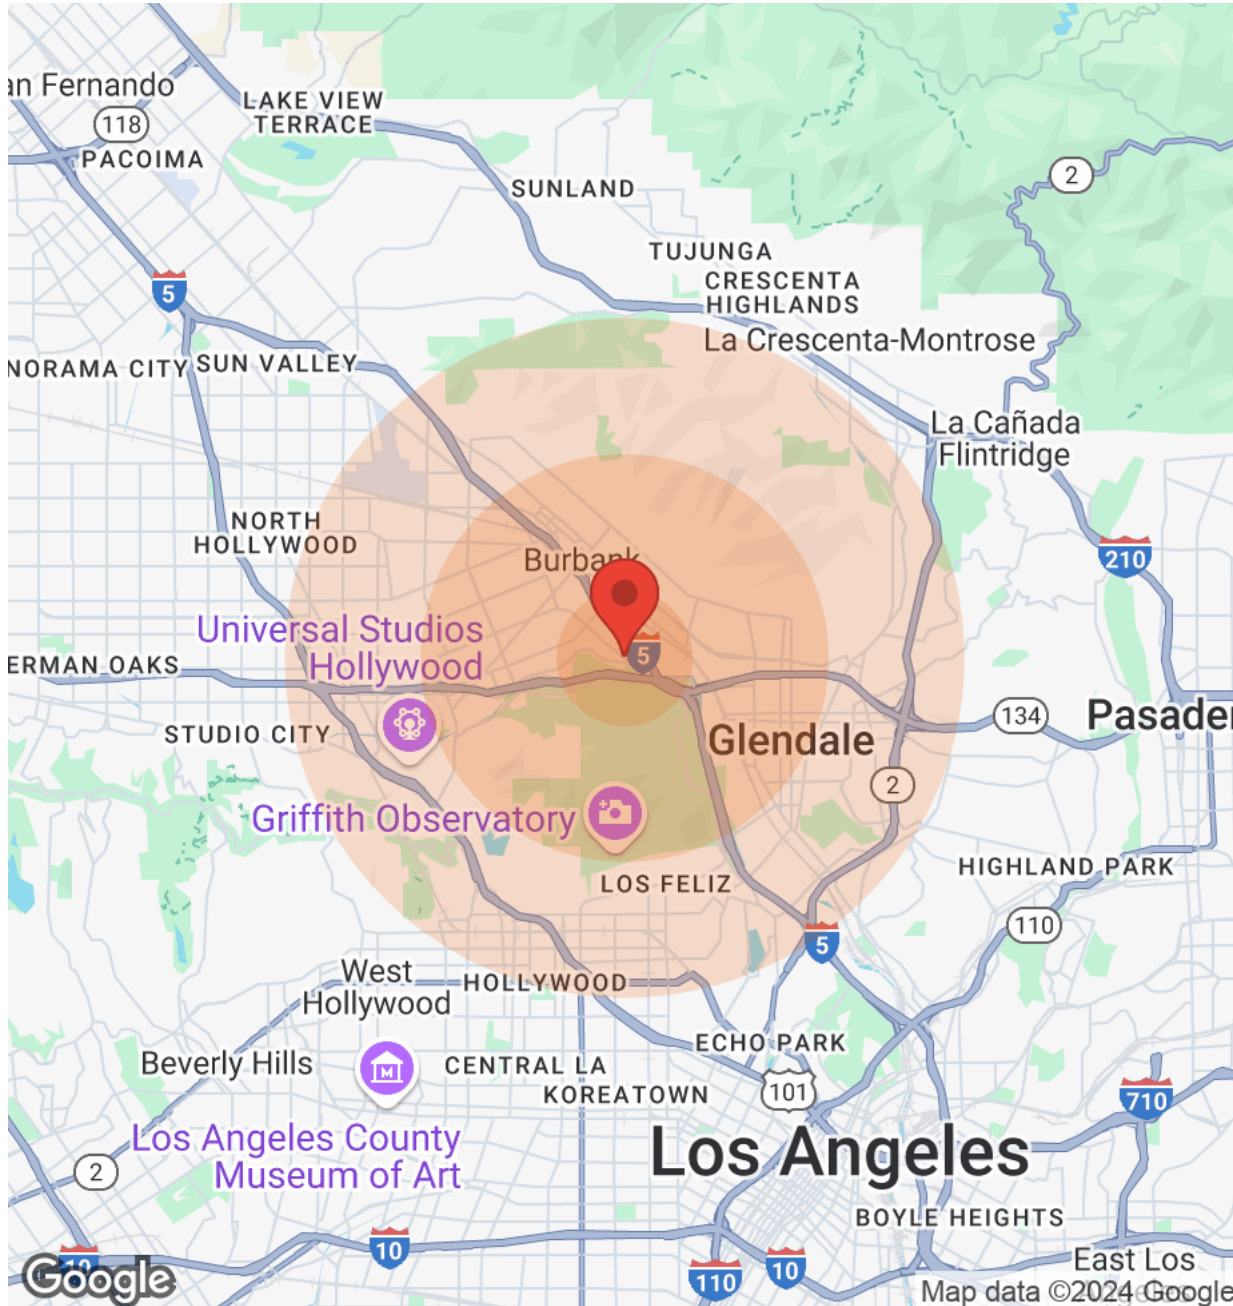 an Fernando
LAKE VIEW
TERRACE
118
PACOIMA
2
SUNLAND
TUJUNGA
CRESCENTA
HIGHLANDS
5
La Crescenta-Montrose
NORAMA CITY
SUN VALLEY
La Cañada
Flintridge
NORTH
HOLLYWOOD
Burbank
210
Universal Studios
Hollywood
5
ERMAN OAKS
134
Pasader
STUDIO CITY
Glendale
2
Griffith Observatory
HIGHLAND PARK
LOS FELIZ
110
5
West
Hollywood
HOLLYWOOD
ECHO PARK
Beverly Hills
CENTRAL LA
KOREATOWN
101
710
Los Angeles County
Museum of Art
Los Angeles
2
BOYLE HEIGHTS
10
East Los
10
110
10
Google
Map data ©2024 Google